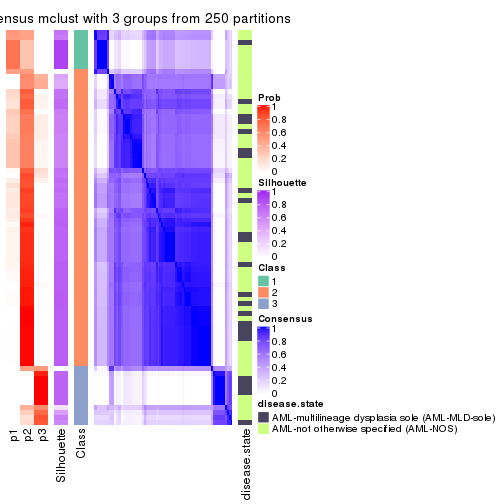 ensus mclust with 3 groups from 250 partitions
Prob
1
0.8
0.6
0.4
0.2
0
Silhouette
1
0.8
0.6
0.4
0.2
0
Class
1
2
3
Consensus
1
0.8
0.6
0.4
0.2
0
disease.state
AML-multilineage dysplasia sole (AML-MLD-sole)
AML-not otherwise specified (AML-NOS)
p1
p2
p3
Silhouette
Class
disease.state